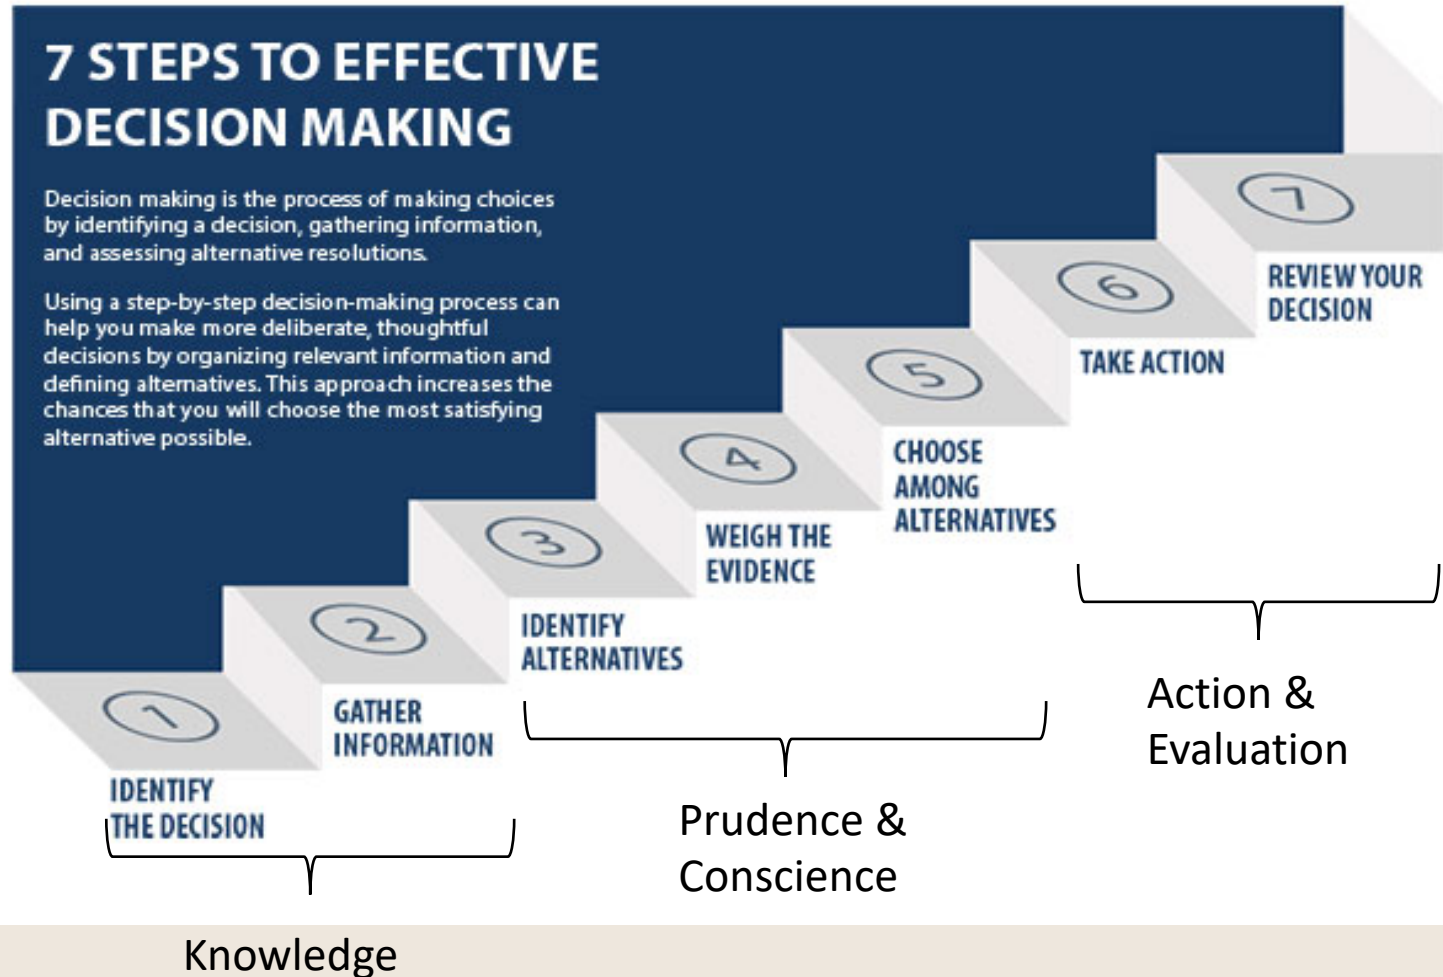 7 STEPS TO EFFECTIVE
DECISION MAKING
Decision making is the process of making choices
by identifying a decision, gathering information,
and assessing alternative resolutions.
Using a step-by-step decision-making process can
help you make more deliberate, thoughtful
decisions by organizing relevant information and
defining alternatives. This approach increases the
chances that you will choose the most satisfying
alternative possible.
1
IDENTIFY
THE DECISION
2
GATHER
INFORMATION
3
IDENTIFY
ALTERNATIVES
4
WEIGH THE
EVIDENCE
5
CHOOSE
AMONG
ALTERNATIVES
6
TAKE ACTION
7
REVIEW YOUR
DECISION
Knowledge
Prudence &
Conscience
Action &
Evaluation